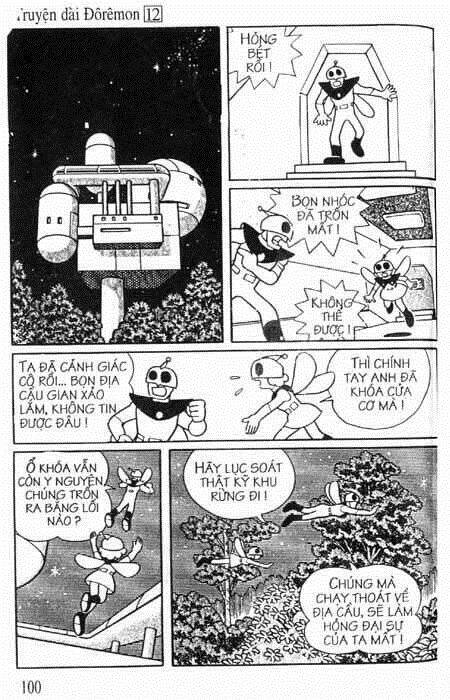 Truyện dài Đôrêmon 12
HỎNG
BÉT
RỒI !
BỌN NHÓC
ĐÃ TRỐN
MẤT !
KHÔNG
THỂ
ĐƯỢC !
TA ĐÃ CẢNH GIÁC
CÔ RỒI... BỌN ĐỊA
CẦU GIAN XẢO
LẮM, KHÔNG TIN
ĐƯỢC ĐÂU !
THÌ CHÍNH
TAY ANH ĐÃ
KHÓA CỬA
CƠ MÀ !
Ổ KHÓA VẪN
CÒN Y NGUYÊN
CHÚNG TRỐN
RA BẰNG LỐI
NÀO ?
HÃY LỤC SOÁT
THẬT KỸ KHU
RỪNG ĐI !
CHÚNG MÀ
CHẠY THOÁT VỀ
ĐỊA CẦU, SẼ LÀM
HỎNG ĐẠI SỰ
CỦA TA MẤT !
100